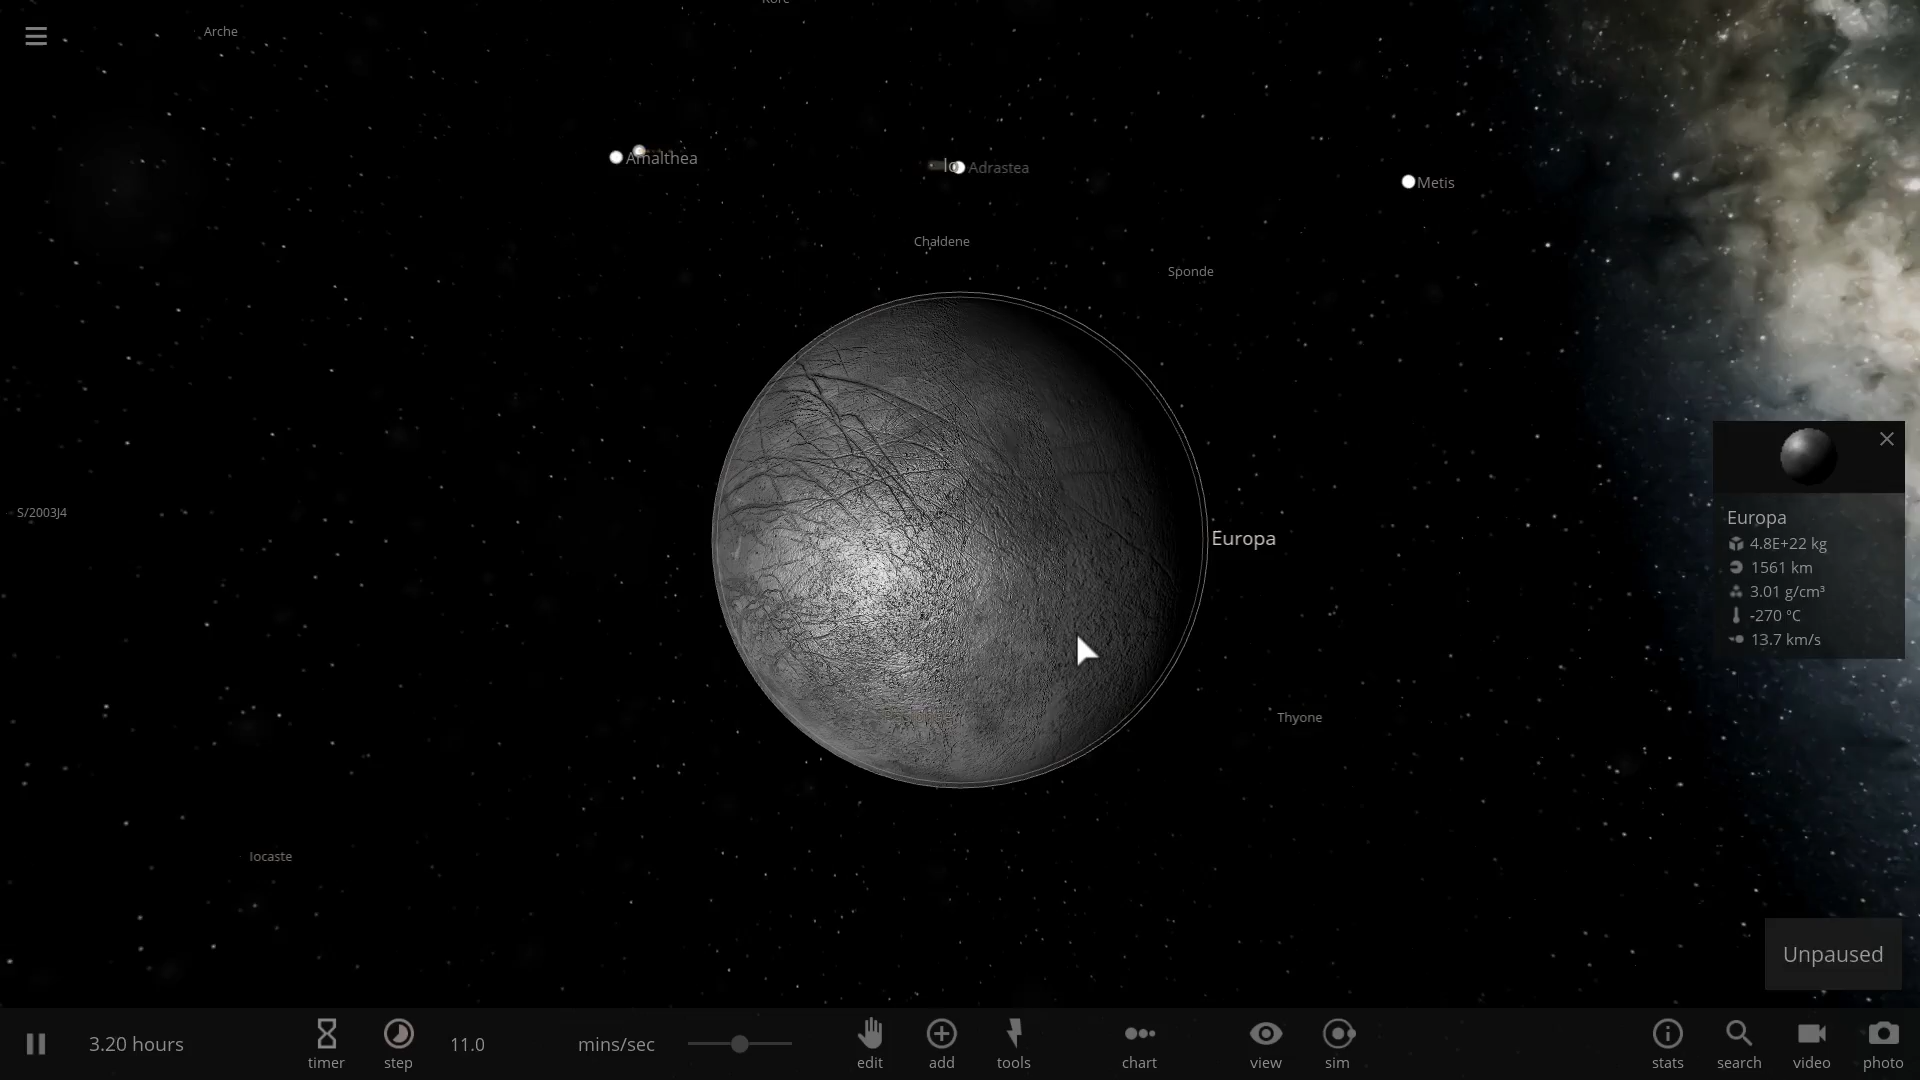 Kore
Arche
Amalthea
Io
Adrastea
Metis
Chaldene
Sponde
S/2003J4
Europa
Europa
4.8E+22 kg
1561 km
3.01 g/cm³
-270 °C
13.7 km/s
Thyone
Iocaste
Unpaused
3.20 hours
timer
step
11.0
mins/sec
edit
add
tools
chart
view
sim
stats
search
video
photo